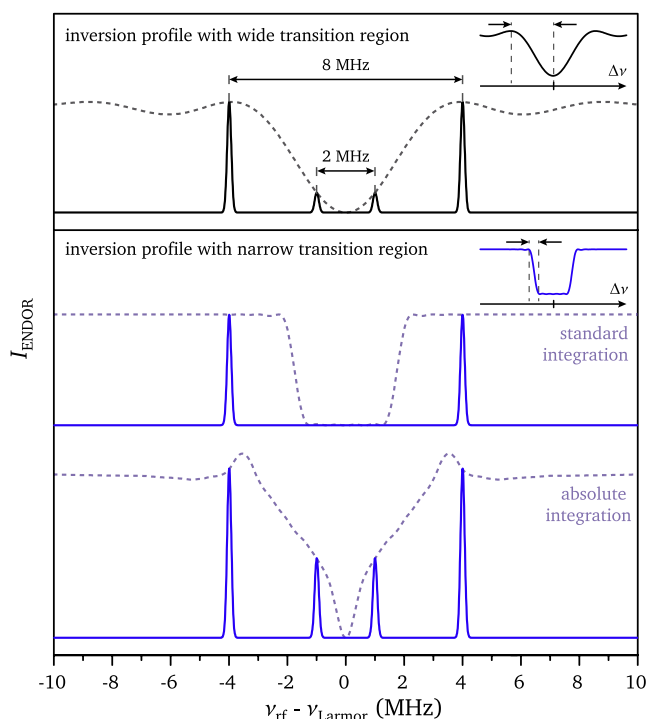 inversion profile with wide transition region
Δν
8 MHz
2 MHz
inversion profile with narrow transition region
Δν
standard
integration
absolute
integration
I_ENDOR
-10 -8 -6 -4 -2 0 2 4 6 8 10
ν_rf - ν_Larmor (MHz)